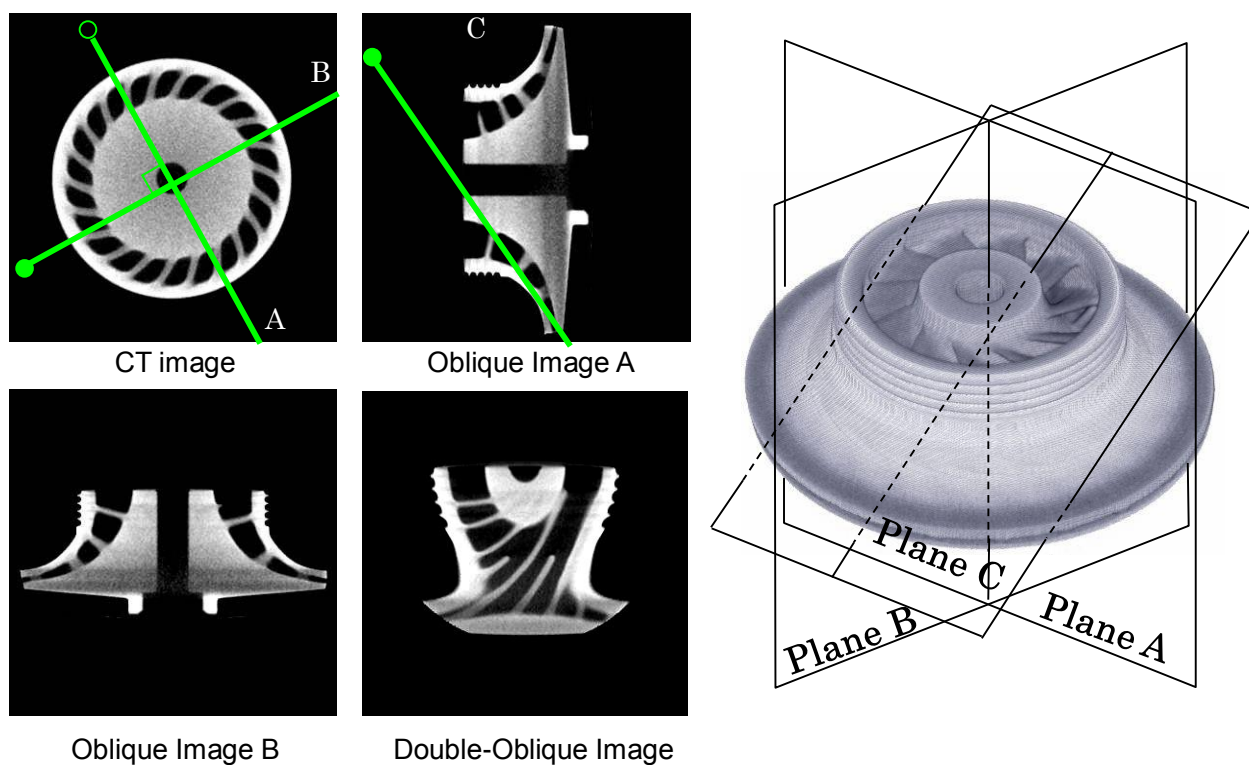 B
A
CT image
C
Oblique Image A
Oblique Image B
Double-Oblique Image
Plane C
Plane B
Plane A